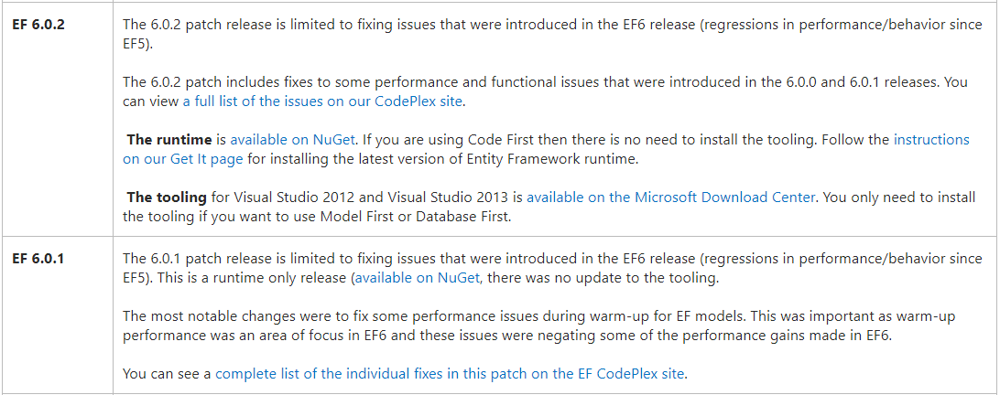 EF 6.0.2
The 6.0.2 patch release is limited to fixing issues that were introduced in the EF6 release (regressions in performance/behavior since
EF5).
The 6.0.2 patch includes fixes to some performance and functional issues that were introduced in the 6.0.0 and 6.0.1 releases. You
can view a full list of the issues on our CodePlex site.
The runtime is available on NuGet. If you are using Code First then there is no need to install the tooling. Follow the instructions
on our Get It page for installing the latest version of Entity Framework runtime.
The tooling for Visual Studio 2012 and Visual Studio 2013 is available on the Microsoft Download Center. You only need to install
the tooling if you want to use Model First or Database First.
EF 6.0.1
The 6.0.1 patch release is limited to fixing issues that were introduced in the EF6 release (regressions in performance/behavior since
EF5). This is a runtime only release (available on NuGet, there was no update to the tooling.
The most notable changes were to fix some performance issues during warm-up for EF models. This was important as warm-up
performance was an area of focus in EF6 and these issues were negating some of the performance gains made in EF6.
You can see a complete list of the individual fixes in this patch on the EF CodePlex site.